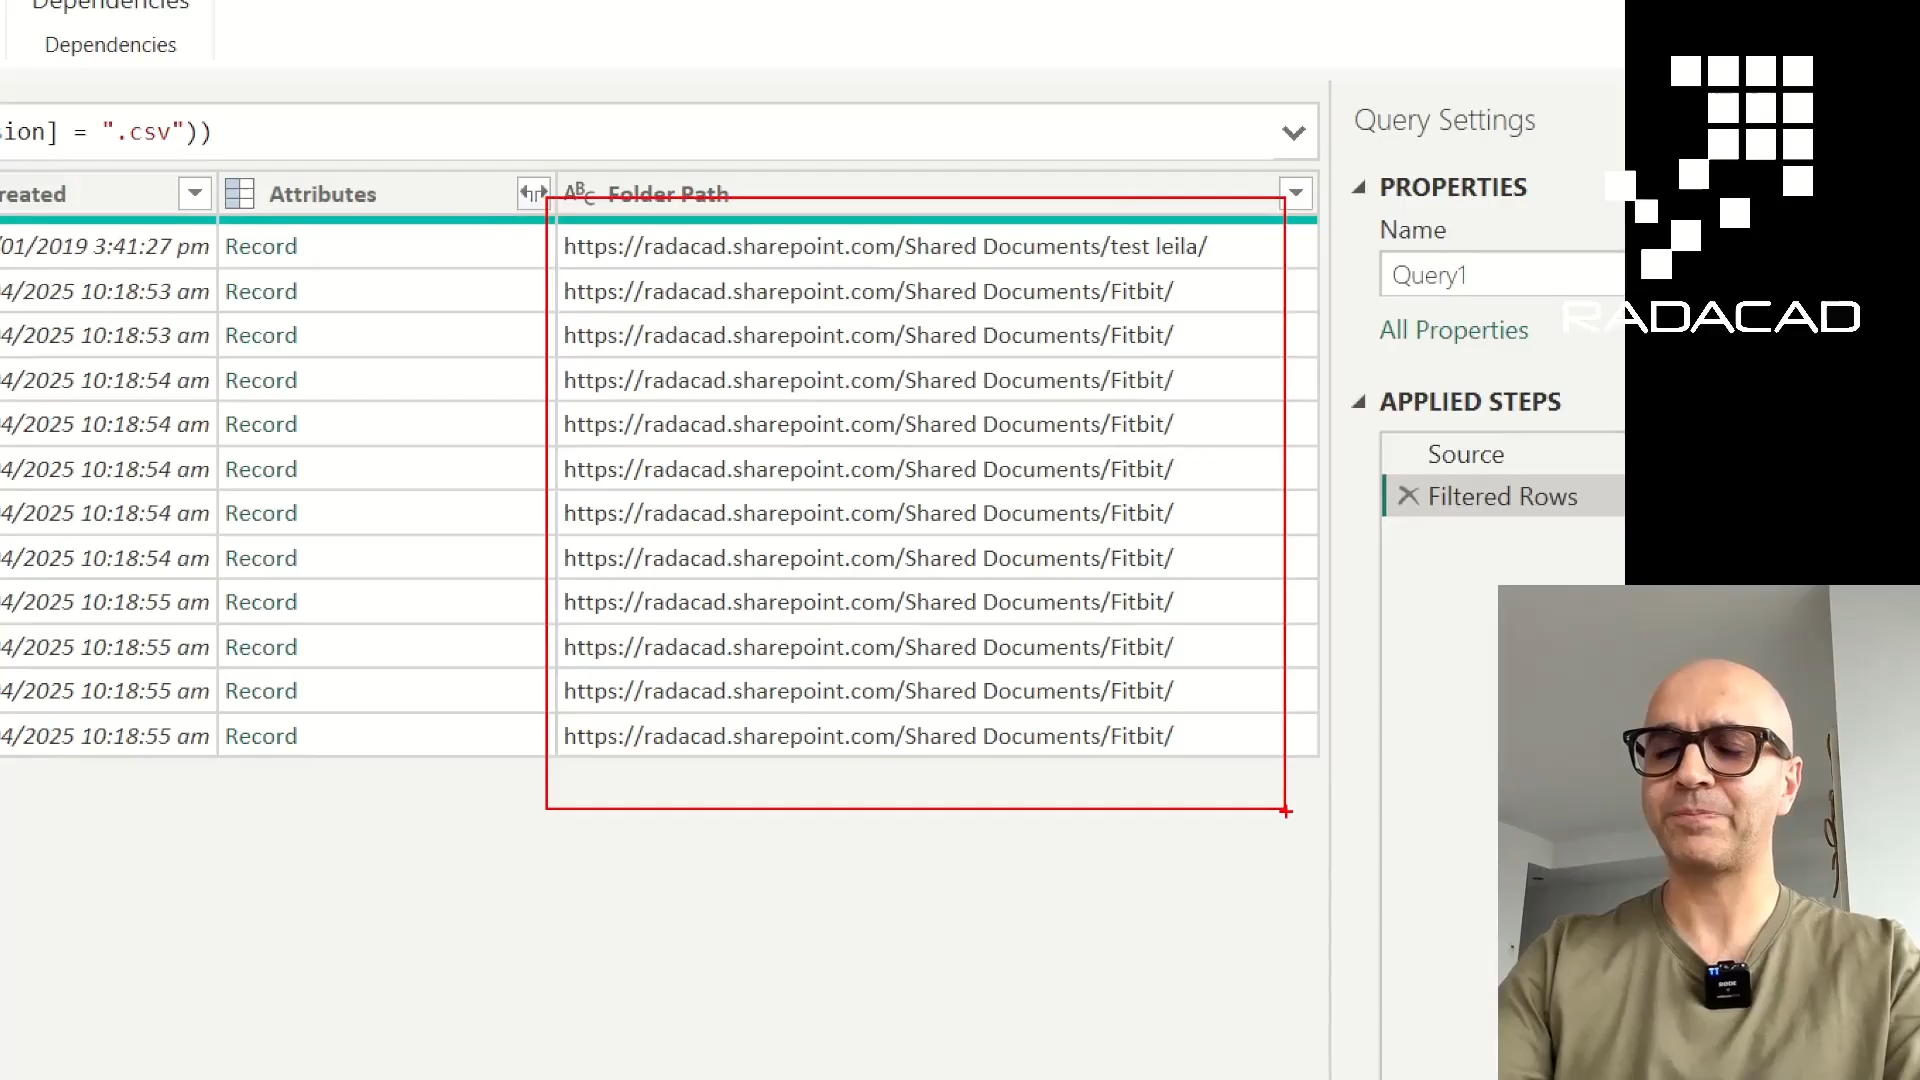 Dependencies
Dependencies
sion] = ".csv"))
reated Attributes ABC Folder Path
/01/2019 3:41:27 pm Record https://radacad.sharepoint.com/Shared Documents/test leila/
4/2025 10:18:53 am Record https://radacad.sharepoint.com/Shared Documents/Fitbit/
4/2025 10:18:53 am Record https://radacad.sharepoint.com/Shared Documents/Fitbit/
4/2025 10:18:54 am Record https://radacad.sharepoint.com/Shared Documents/Fitbit/
4/2025 10:18:54 am Record https://radacad.sharepoint.com/Shared Documents/Fitbit/
4/2025 10:18:54 am Record https://radacad.sharepoint.com/Shared Documents/Fitbit/
4/2025 10:18:54 am Record https://radacad.sharepoint.com/Shared Documents/Fitbit/
4/2025 10:18:54 am Record https://radacad.sharepoint.com/Shared Documents/Fitbit/
4/2025 10:18:55 am Record https://radacad.sharepoint.com/Shared Documents/Fitbit/
4/2025 10:18:55 am Record https://radacad.sharepoint.com/Shared Documents/Fitbit/
4/2025 10:18:55 am Record https://radacad.sharepoint.com/Shared Documents/Fitbit/
4/2025 10:18:55 am Record https://radacad.sharepoint.com/Shared Documents/Fitbit/
Query Settings
PROPERTIES
Name
Query1
All Properties
APPLIED STEPS
Source
Filtered Rows
RADACAD
RØDE